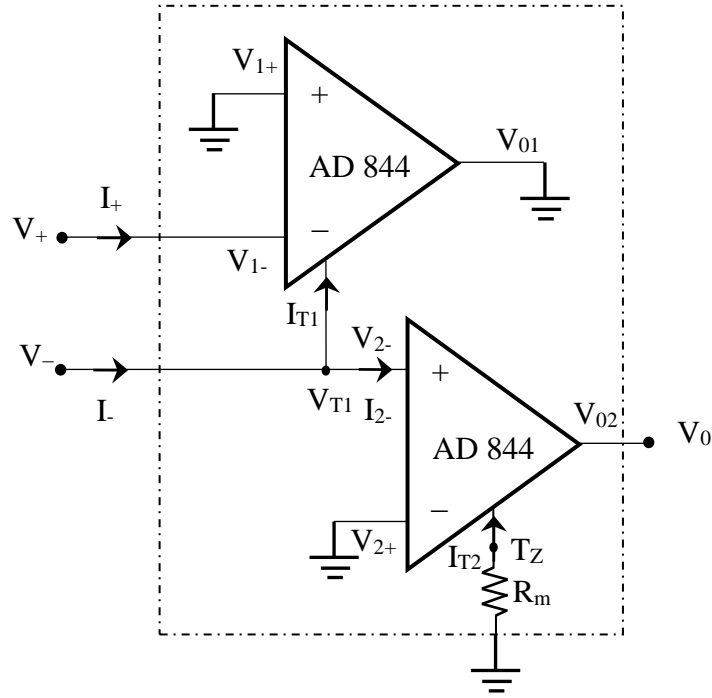 V1+
+
AD 844
V01
I+
V+
−
V1-
IT1
V−
V2-
I-
VT1
I2-
+
V02
V0
AD 844
−
V2+
IT2
TZ
Rm